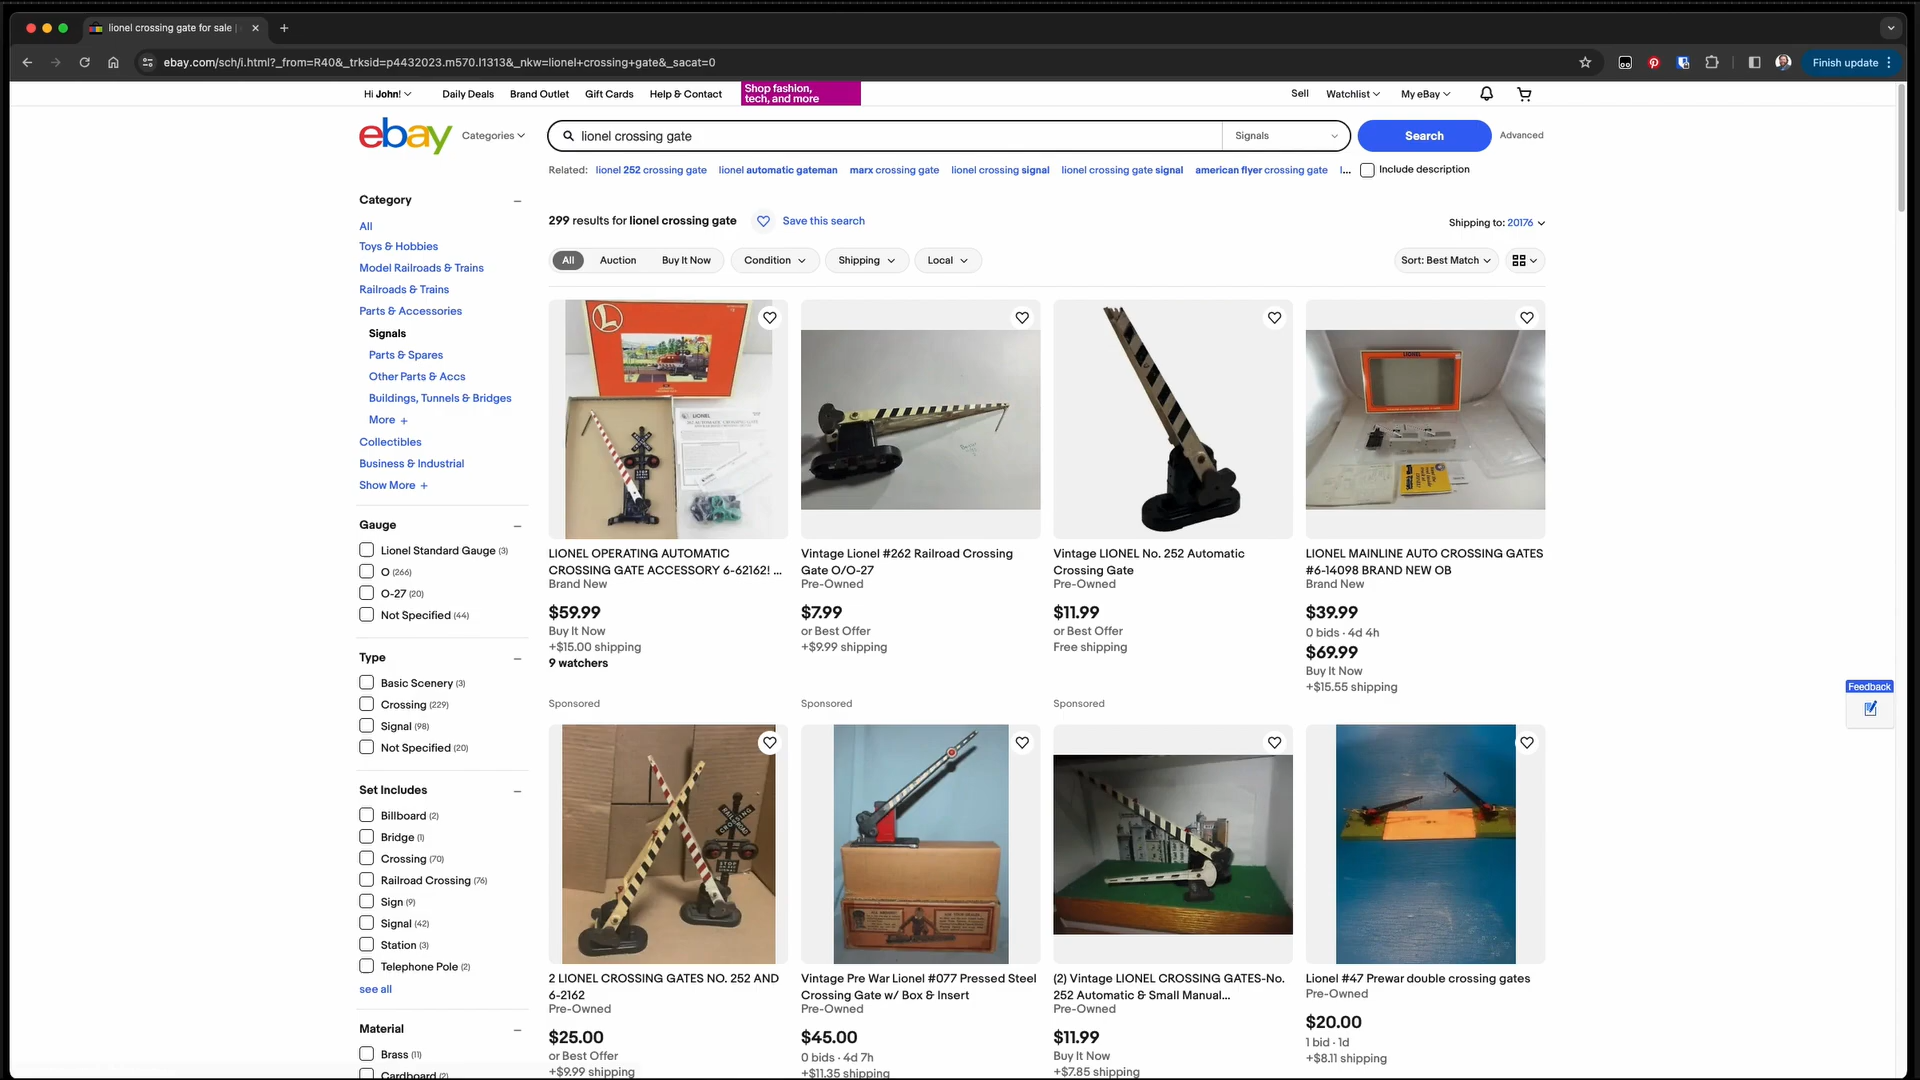 lionel crossing gate for sale |
ebay.com/sch/i.html?_from=R40&_trksid=p4432023.m570.l1313&_nkw=lionel+crossing+gate&_sacat=0
Finish update
Hi John!
Daily Deals
Brand Outlet
Gift Cards
Help & Contact
Shop fashion,
tech, and more
Sell
Watchlist
My eBay
ebay
Categories
lionel crossing gate
Signals
Search
Advanced
Related:
lionel 252 crossing gate
lionel automatic gateman
marx crossing gate
lionel crossing signal
lionel crossing gate signal
american flyer crossing gate
l...
Include description
Category
All
Toys & Hobbies
Model Railroads & Trains
Railroads & Trains
Parts & Accessories
Signals
Parts & Spares
Other Parts & Accs
Buildings, Tunnels & Bridges
More +
Collectibles
Business & Industrial
Show More +
Gauge
Lionel Standard Gauge (3)
O (266)
O-27 (20)
Not Specified (44)
Type
Basic Scenery (3)
Crossing (229)
Signal (98)
Not Specified (20)
Set Includes
Billboard (2)
Bridge (1)
Crossing (70)
Railroad Crossing (76)
Sign (9)
Signal (42)
Station (3)
Telephone Pole (2)
see all
Material
Brass (11)
Cardboard (2)
299 results for lionel crossing gate
Save this search
Shipping to: 20176
All
Auction
Buy It Now
Condition
Shipping
Local
Sort: Best Match
LIONEL OPERATING AUTOMATIC
CROSSING GATE ACCESSORY 6-62162! ...
Brand New
$59.99
Buy It Now
+$15.00 shipping
9 watchers
Sponsored
Vintage Lionel #262 Railroad Crossing
Gate O/O-27
Pre-Owned
$7.99
or Best Offer
+$9.99 shipping
Sponsored
Vintage LIONEL No. 252 Automatic
Crossing Gate
Pre-Owned
$11.99
or Best Offer
Free shipping
Sponsored
LIONEL MAINLINE AUTO CROSSING GATES
#6-14098 BRAND NEW OB
Brand New
$39.99
0 bids · 4d 4h
$69.99
Buy It Now
+$15.55 shipping
2 LIONEL CROSSING GATES NO. 252 AND
6-2162
Pre-Owned
$25.00
or Best Offer
+$9.99 shipping
Vintage Pre War Lionel #077 Pressed Steel
Crossing Gate w/ Box & Insert
Pre-Owned
$45.00
0 bids · 4d 7h
+$11.35 shipping
(2) Vintage LIONEL CROSSING GATES-No.
252 Automatic & Small Manual...
Pre-Owned
$11.99
Buy It Now
+$7.85 shipping
Lionel #47 Prewar double crossing gates
Pre-Owned
$20.00
1 bid · 1d
+$8.11 shipping
Feedback